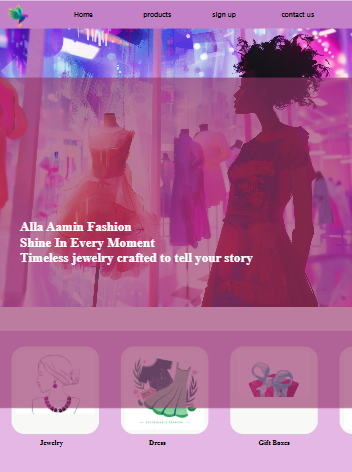 Home products sign up contact us
Alla Aamin Fashion
Shine In Every Moment
Timeless jewelry crafted to tell your story
Jewelry Dress Gift Boxes